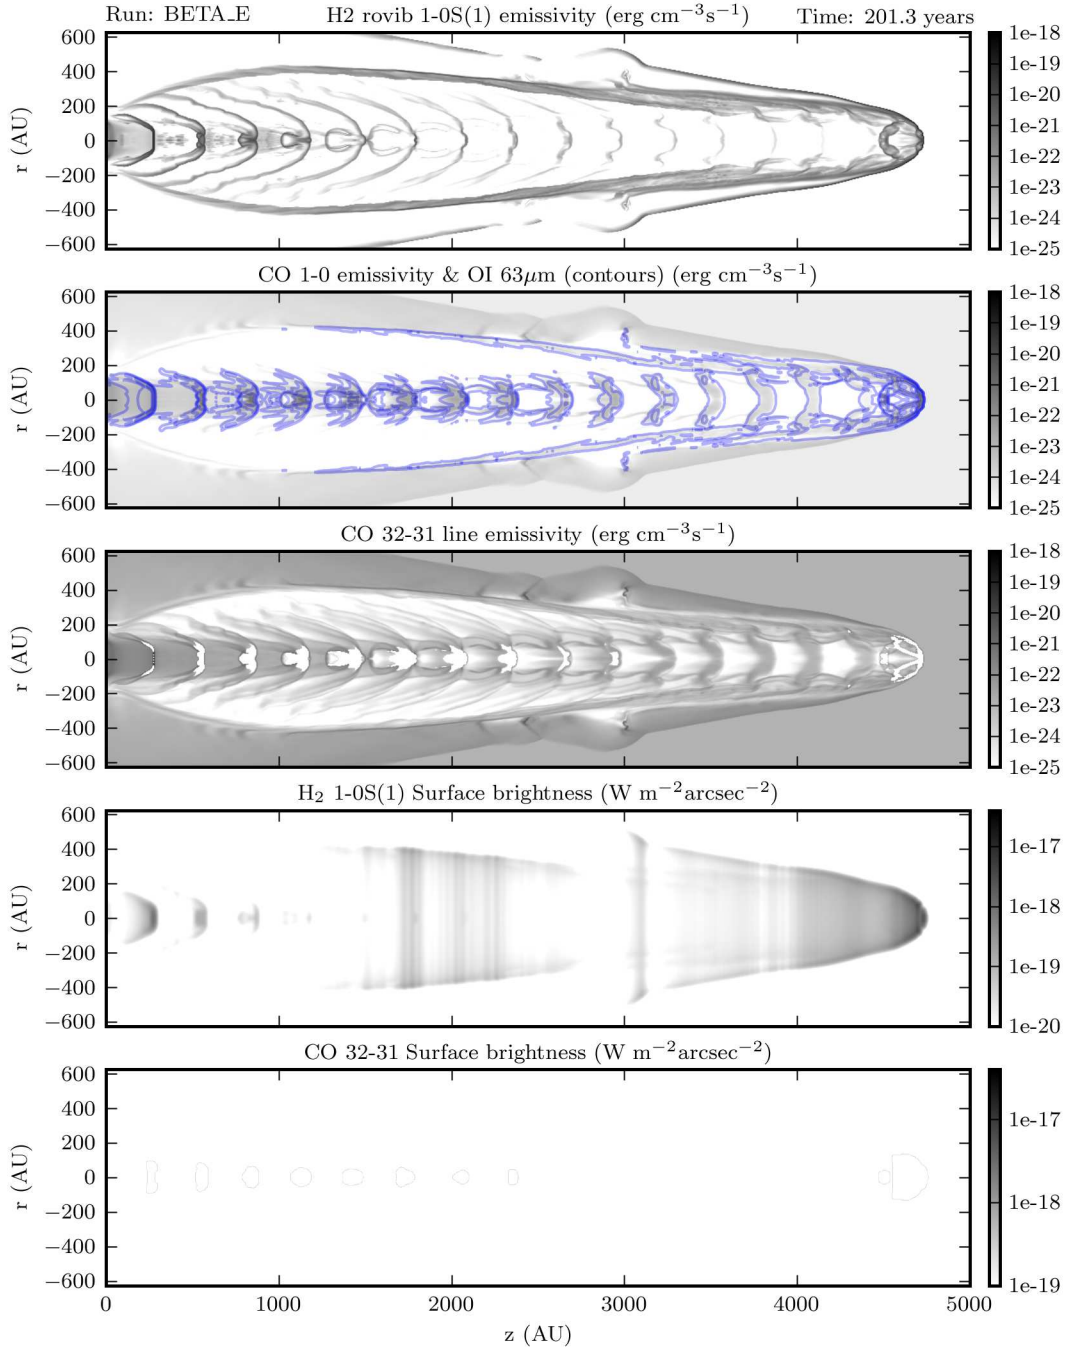 Run: BETA_E H2 rovib 1-0S(1) emissivity (erg cm−3s−1) Time: 201.3 years
600
400
200
0
−200
−400
−600
r (AU)
1e-18
1e-19
1e-20
1e-21
1e-22
1e-23
1e-24
1e-25
CO 1-0 emissivity & OI 63μm (contours) (erg cm−3s−1)
600
400
200
0
−200
−400
−600
r (AU)
1e-18
1e-19
1e-20
1e-21
1e-22
1e-23
1e-24
1e-25
CO 32-31 line emissivity (erg cm−3s−1)
600
400
200
0
−200
−400
−600
r (AU)
1e-18
1e-19
1e-20
1e-21
1e-22
1e-23
1e-24
1e-25
H2 1-0S(1) Surface brightness (W m−2arcsec−2)
600
400
200
0
−200
−400
−600
r (AU)
1e-17
1e-18
1e-19
1e-20
CO 32-31 Surface brightness (W m−2arcsec−2)
600
400
200
0
−200
−400
−600
r (AU)
1e-17
1e-18
1e-19
0 1000 2000 3000 4000 5000
z (AU)